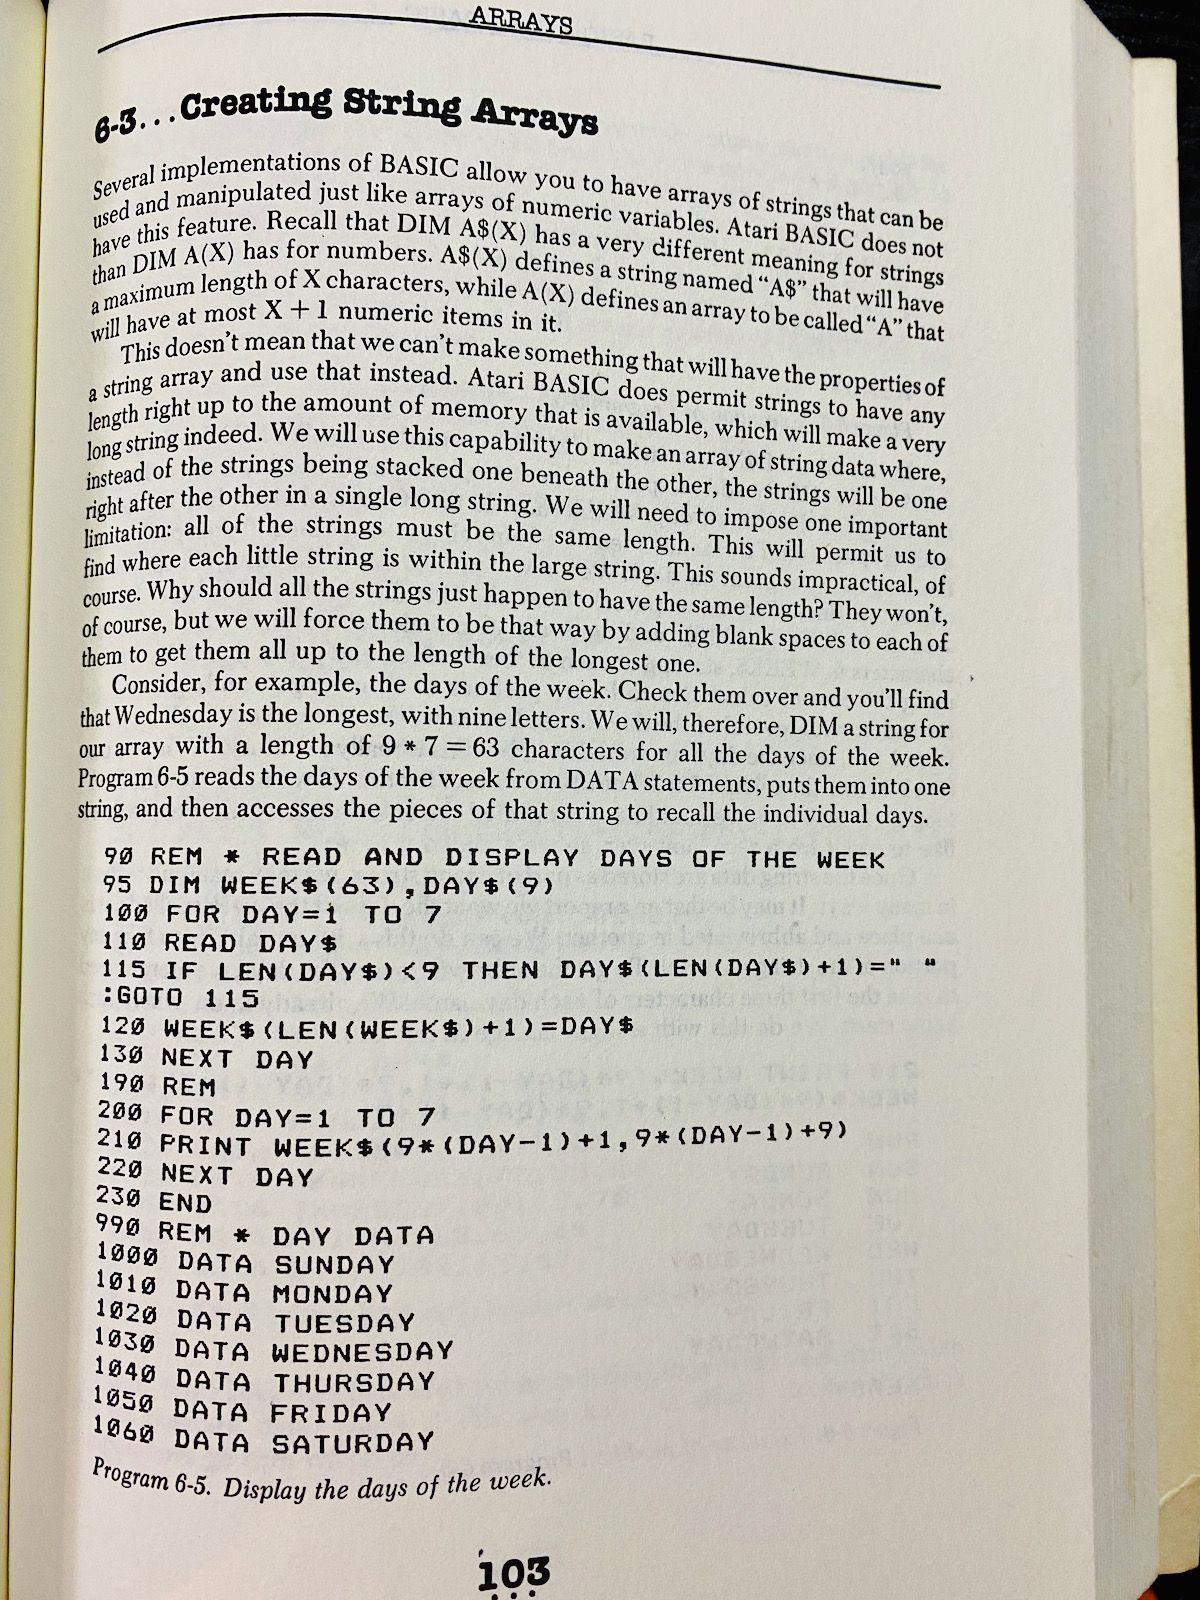 ARRAYS
6-3...Creating String Arrays
Several implementations of BASIC allow you to have arrays of strings that can be
used and manipulated just like arrays of numeric variables. Atari BASIC does not
have this feature. Recall that DIM A$(X) has a very different meaning for strings
than DIM A(X) has for numbers. A$(X) defines a string named “A$” that will have
a maximum length of X characters, while A(X) defines an array to be called “A” that
will have at most X + 1 numeric items in it.
This doesn’t mean that we can’t make something that will have the properties of
a string array and use that instead. Atari BASIC does permit strings to have any
length right up to the amount of memory that is available, which will make a very
long string indeed. We will use this capability to make an array of string data where,
instead of the strings being stacked one beneath the other, the strings will be one
right after the other in a single long string. We will need to impose one important
limitation: all of the strings must be the same length. This will permit us to
find where each little string is within the large string. This sounds impractical, of
course. Why should all the strings just happen to have the same length? They won’t,
of course, but we will force them to be that way by adding blank spaces to each of
them to get them all up to the length of the longest one.
Consider, for example, the days of the week. Check them over and you’ll find
that Wednesday is the longest, with nine letters. We will, therefore, DIM a string for
our array with a length of 9 * 7 = 63 characters for all the days of the week.
Program 6-5 reads the days of the week from DATA statements, puts them into one
string, and then accesses the pieces of that string to recall the individual days.
90 REM * READ AND DISPLAY DAYS OF THE WEEK
95 DIM WEEK$(63),DAY$(9)
100 FOR DAY=1 TO 7
110 READ DAY$
115 IF LEN(DAY$)<9 THEN DAY$(LEN(DAY$)+1)=" "
:GOTO 115
120 WEEK$(LEN(WEEK$)+1)=DAY$
130 NEXT DAY
190 REM
200 FOR DAY=1 TO 7
210 PRINT WEEK$(9*(DAY-1)+1,9*(DAY-1)+9)
220 NEXT DAY
230 END
990 REM * DAY DATA
1000 DATA SUNDAY
1010 DATA MONDAY
1020 DATA TUESDAY
1030 DATA WEDNESDAY
1040 DATA THURSDAY
1050 DATA FRIDAY
1060 DATA SATURDAY
Program 6-5. Display the days of the week.
103